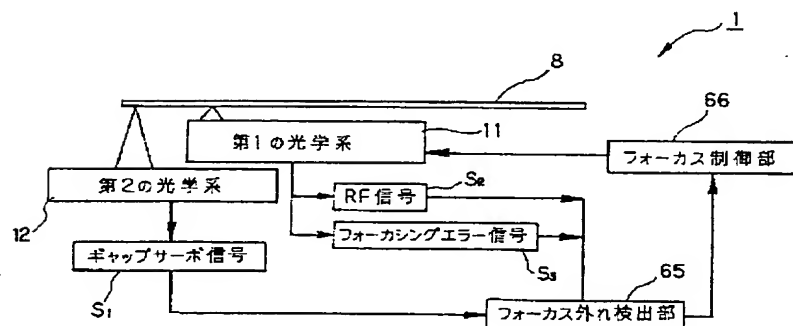 1
8
66
第1の光学系
11
フォーカス制御部
第2の光学系
RF信号
S2
12
フォーカシングエラー信号
ギャップサーボ信号
S3
65
S1
フォーカス外れ検出部